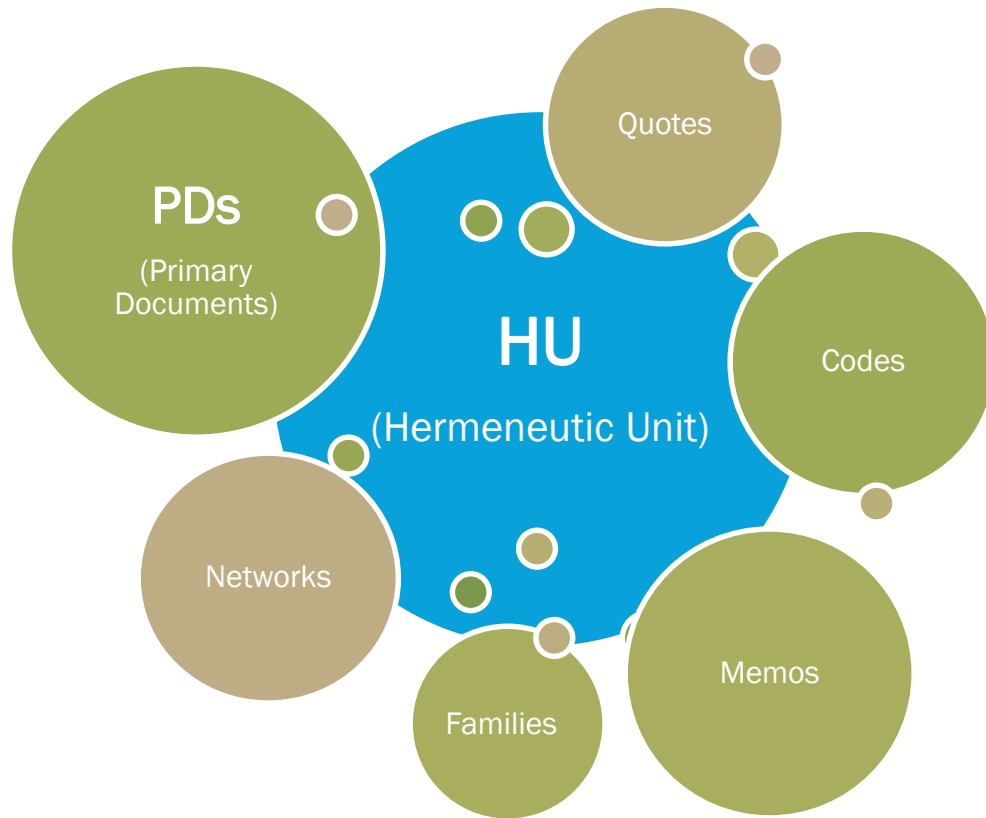 Quotes
PDs
(Primary
Documents)
HU
(Hermeneutic Unit)
Codes
Networks
Memos
Families